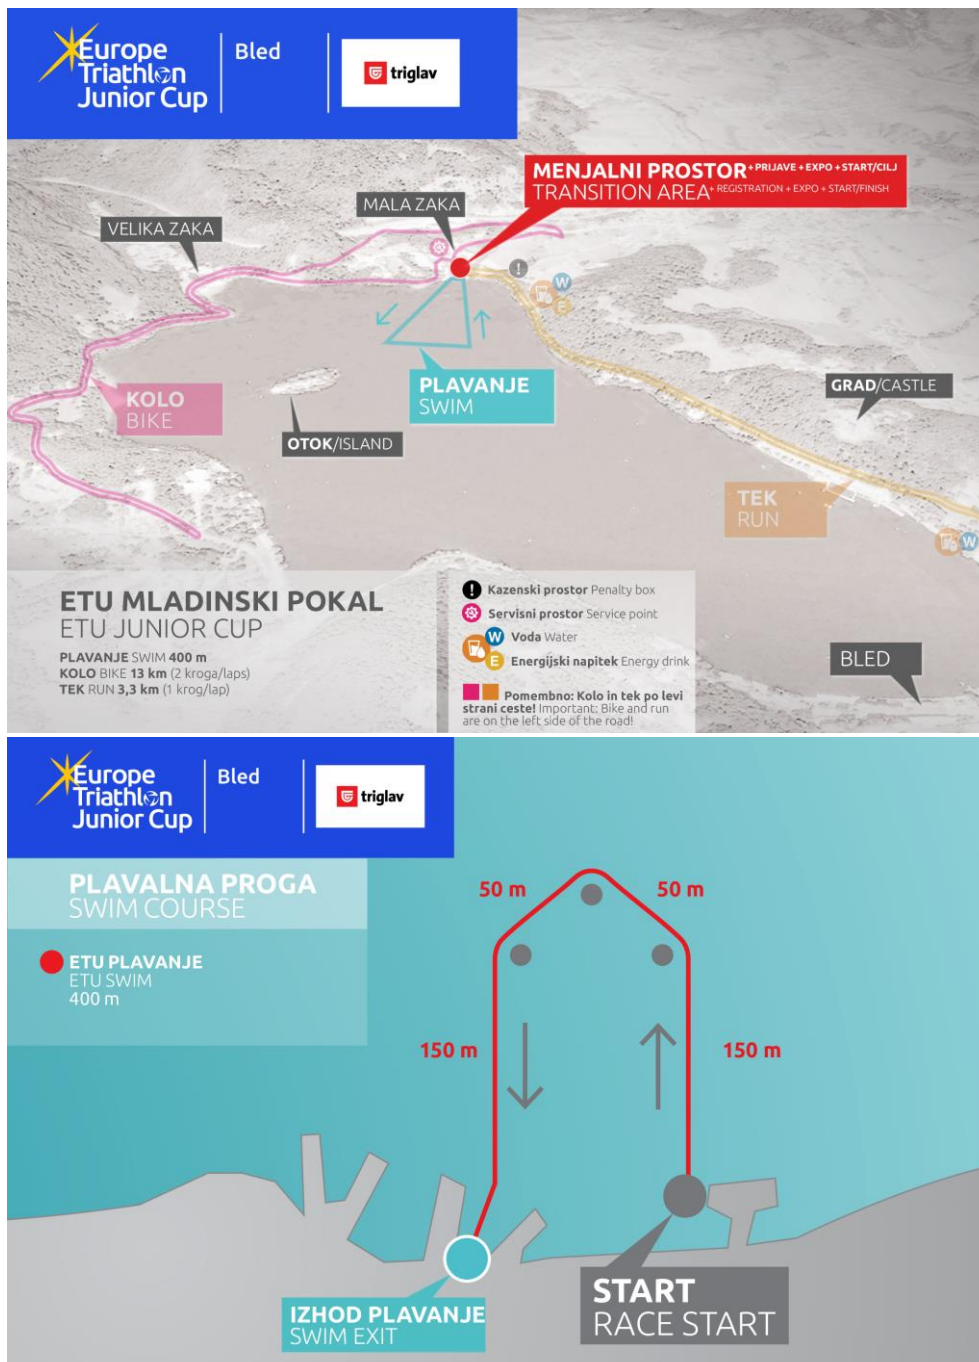 Europe
Triathlon
Junior Cup
Bled
triglav
MENJALNI PROSTOR + PRIJAVE + EXPO + START/CILJ
TRANSITION AREA + REGISTRATION + EXPO + START/FINISH
MALA ZAKA
VELIKA ZAKA
!
W
E
PLAVANJE
SWIM
GRAD/CASTLE
KOLO
BIKE
OTOK/ISLAND
TEK
RUN
W
ETU MLADINSKI POKAL
ETU JUNIOR CUP
PLAVANJE SWIM 400 m
KOLO BIKE 13 km (2 kroga/laps)
TEK RUN 3,3 km (1 krog/lap)
! Kazenski prostor Penalty box
Servisni prostor Service point
W Voda Water
E Energijski napitek Energy drink
Pomembno: Kolo in tek po levi
strani ceste! Important: Bike and run
are on the left side of the road!
BLED
Europe
Triathlon
Junior Cup
Bled
triglav
PLAVALNA PROGA
SWIM COURSE
ETU PLAVANJE
ETU SWIM
400 m
50 m
50 m
150 m
150 m
IZHOD PLAVANJE
SWIM EXIT
START
RACE START